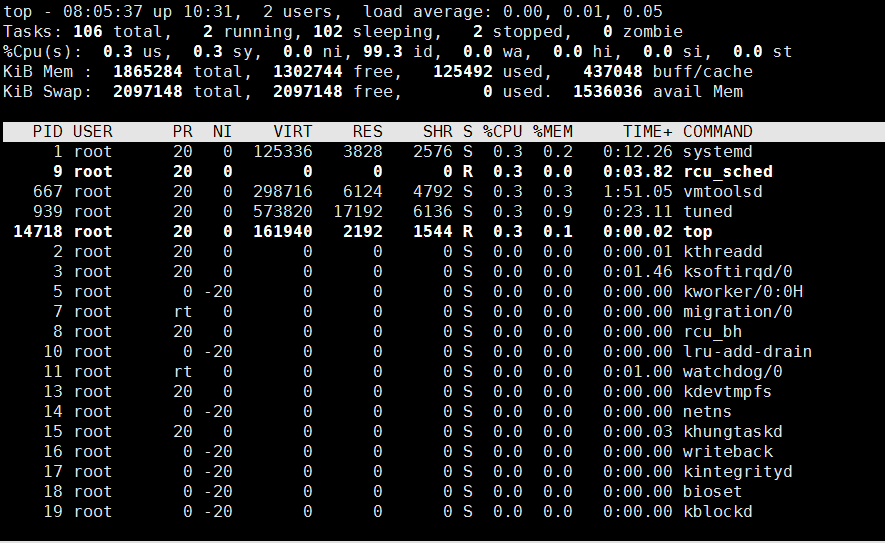 top - 08:05:37 up 10:31,  2 users,  load average: 0.00, 0.01, 0.05
Tasks: 106 total,   2 running, 102 sleeping,   2 stopped,   0 zombie
%Cpu(s):  0.3 us,  0.3 sy,  0.0 ni, 99.3 id,  0.0 wa,  0.0 hi,  0.0 si,  0.0 st
KiB Mem :  1865284 total,  1302744 free,   125492 used,   437048 buff/cache
KiB Swap:  2097148 total,  2097148 free,        0 used.  1536036 avail Mem
PID USER      PR  NI    VIRT    RES    SHR S %CPU %MEM     TIME+ COMMAND
1 root      20   0  125336   3828   2576 S  0.3  0.2   0:12.26 systemd
9 root      20   0       0      0      0 R  0.3  0.0   0:03.82 rcu_sched
667 root      20   0  298716   6124   4792 S  0.3  0.3   1:51.05 vmtoolsd
939 root      20   0  573820  17192   6136 S  0.3  0.9   0:23.11 tuned
14718 root      20   0  161940   2192   1544 R  0.3  0.1   0:00.02 top
2 root      20   0       0      0      0 S  0.0  0.0   0:00.01 kthreadd
3 root      20   0       0      0      0 S  0.0  0.0   0:01.46 ksoftirqd/0
5 root       0 -20       0      0      0 S  0.0  0.0   0:00.00 kworker/0:0H
7 root      rt   0       0      0      0 S  0.0  0.0   0:00.00 migration/0
8 root      20   0       0      0      0 S  0.0  0.0   0:00.00 rcu_bh
10 root       0 -20       0      0      0 S  0.0  0.0   0:00.00 lru-add-drain
11 root      rt   0       0      0      0 S  0.0  0.0   0:01.00 watchdog/0
13 root      20   0       0      0      0 S  0.0  0.0   0:00.00 kdevtmpfs
14 root       0 -20       0      0      0 S  0.0  0.0   0:00.00 netns
15 root      20   0       0      0      0 S  0.0  0.0   0:00.03 khungtaskd
16 root       0 -20       0      0      0 S  0.0  0.0   0:00.00 writeback
17 root       0 -20       0      0      0 S  0.0  0.0   0:00.00 kintegrityd
18 root       0 -20       0      0      0 S  0.0  0.0   0:00.00 bioset
19 root       0 -20       0      0      0 S  0.0  0.0   0:00.00 kblockd